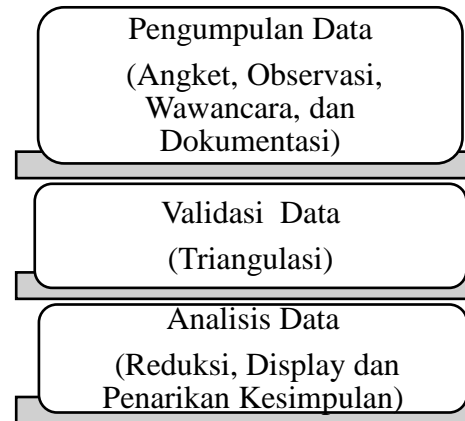 Pengumpulan Data
(Angket, Observasi,
Wawancara, dan
Dokumentasi)
Validasi Data
(Triangulasi)
Analisis Data
(Reduksi, Display dan
Penarikan Kesimpulan)